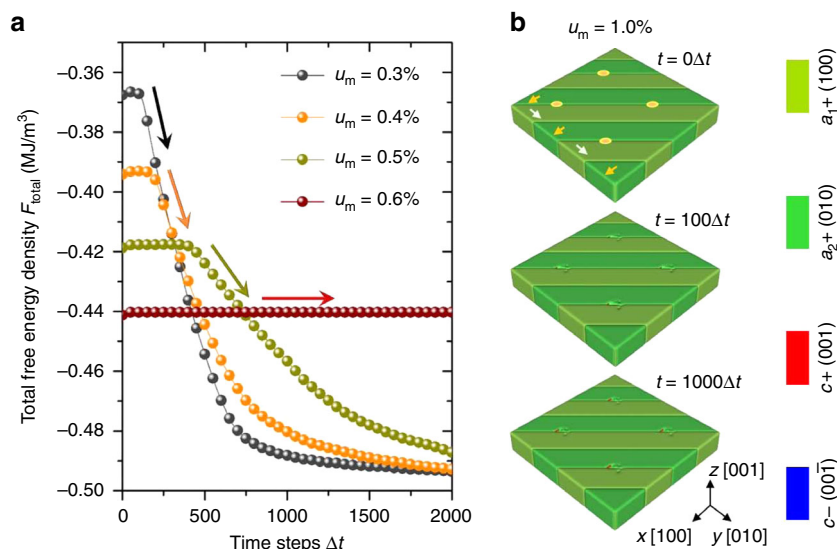 a
Total free energy density F_total (MJ/m³)
−0.36
−0.38
−0.40
−0.42
−0.44
−0.46
−0.48
−0.50
0
500
1000
1500
2000
Time steps Δt
u_m = 0.3%
u_m = 0.4%
u_m = 0.5%
u_m = 0.6%
b
u_m = 1.0%
t = 0Δt
t = 100Δt
t = 1000Δt
z [001]
x [100]
y [010]
a₁+ (100)
a₂+ (010)
c+ (001)
c− (001̄)